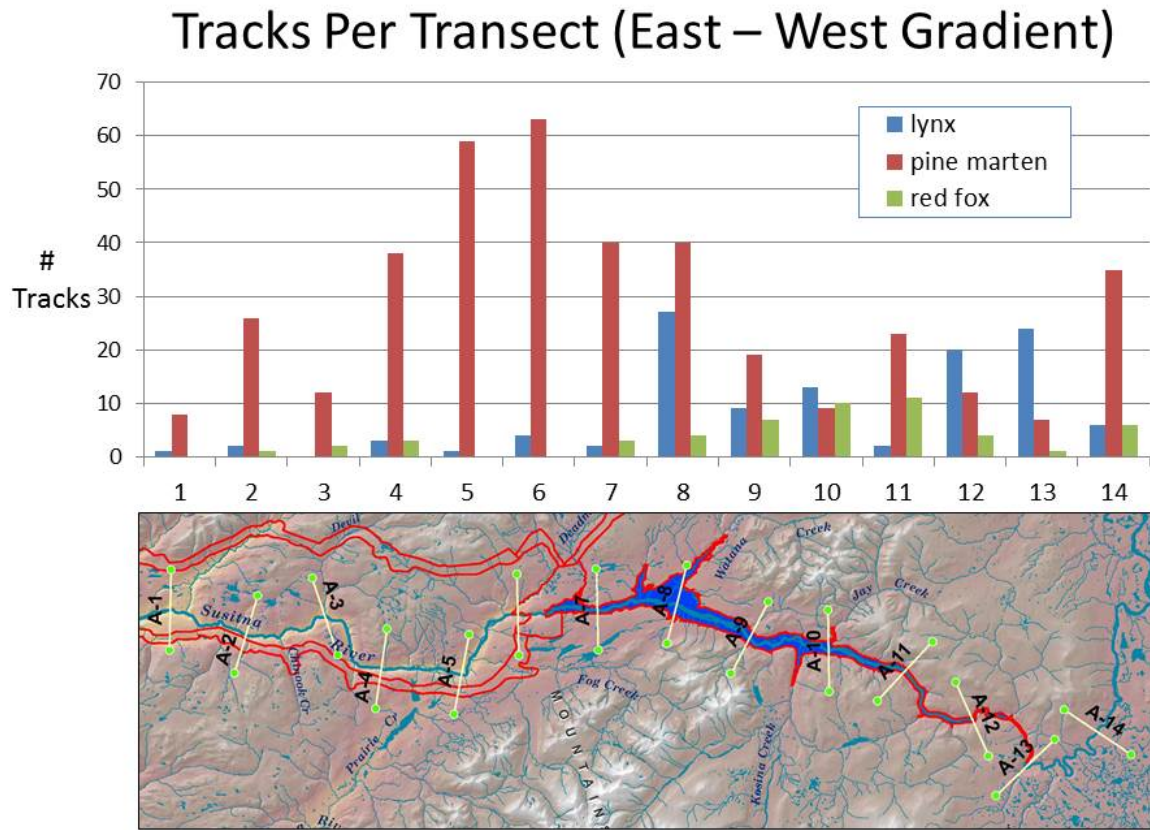 Tracks Per Transect (East – West Gradient)
70
60
50
40
30
20
10
0
#
Tracks
lynx
pine marten
red fox
1 2 3 4 5 6 7 8 9 10 11 12 13 14
Devil
Watana
Creek
Jay Creek
A-1
Susitna
A-2
A-3
River
A-4
A-5
A-7
A-8
A-9
A-10
A-11
A-12
A-13
A-14
Fog Creek
Kosina Creek
Prairie Cr
MOUNTAIN